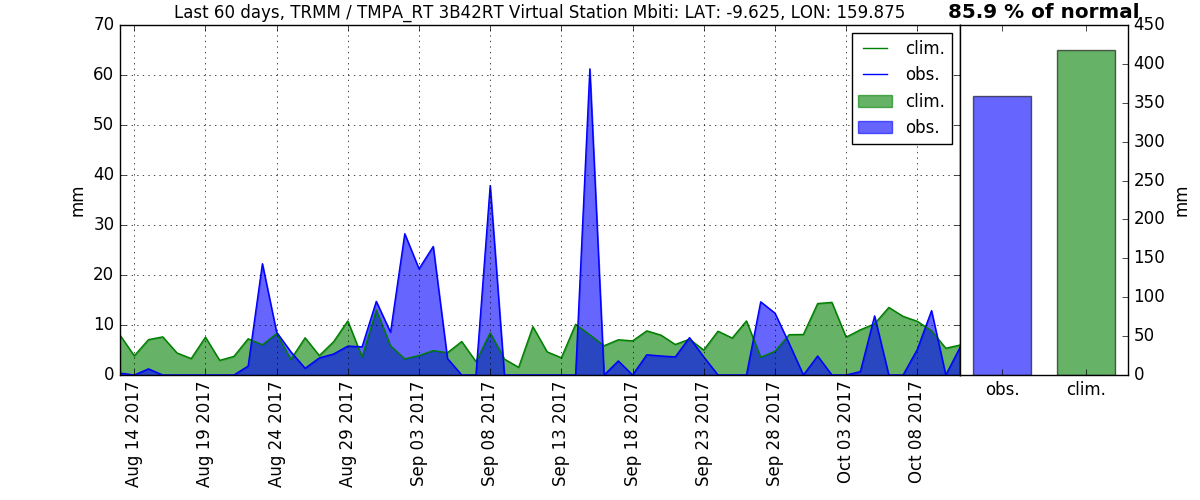 Last 60 days, TRMM / TMPA_RT 3B42RT Virtual Station Mbiti: LAT: -9.625, LON: 159.875
85.9 % of normal
70
60
50
40
30
20
10
0
mm
clim.
obs.
clim.
obs.
450
400
350
300
250
200
150
100
50
0
mm
Aug 14 2017
Aug 19 2017
Aug 24 2017
Aug 29 2017
Sep 03 2017
Sep 08 2017
Sep 13 2017
Sep 18 2017
Sep 23 2017
Sep 28 2017
Oct 03 2017
Oct 08 2017
obs.
clim.